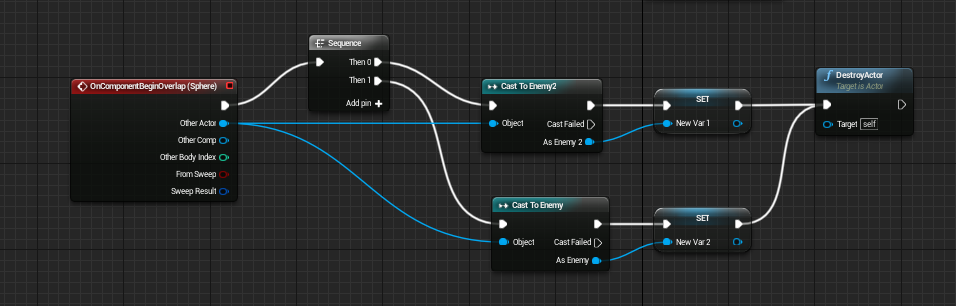 Sequence
Then 0
Then 1
Add pin
OnComponentBeginOverlap (Sphere)
Other Actor
Other Comp
Other Body Index
From Sweep
Sweep Result
Cast To Enemy2
Object
Cast Failed
As Enemy 2
SET
New Var 1
DestroyActor
Target is Actor
Target self
Cast To Enemy
Object
Cast Failed
As Enemy
SET
New Var 2